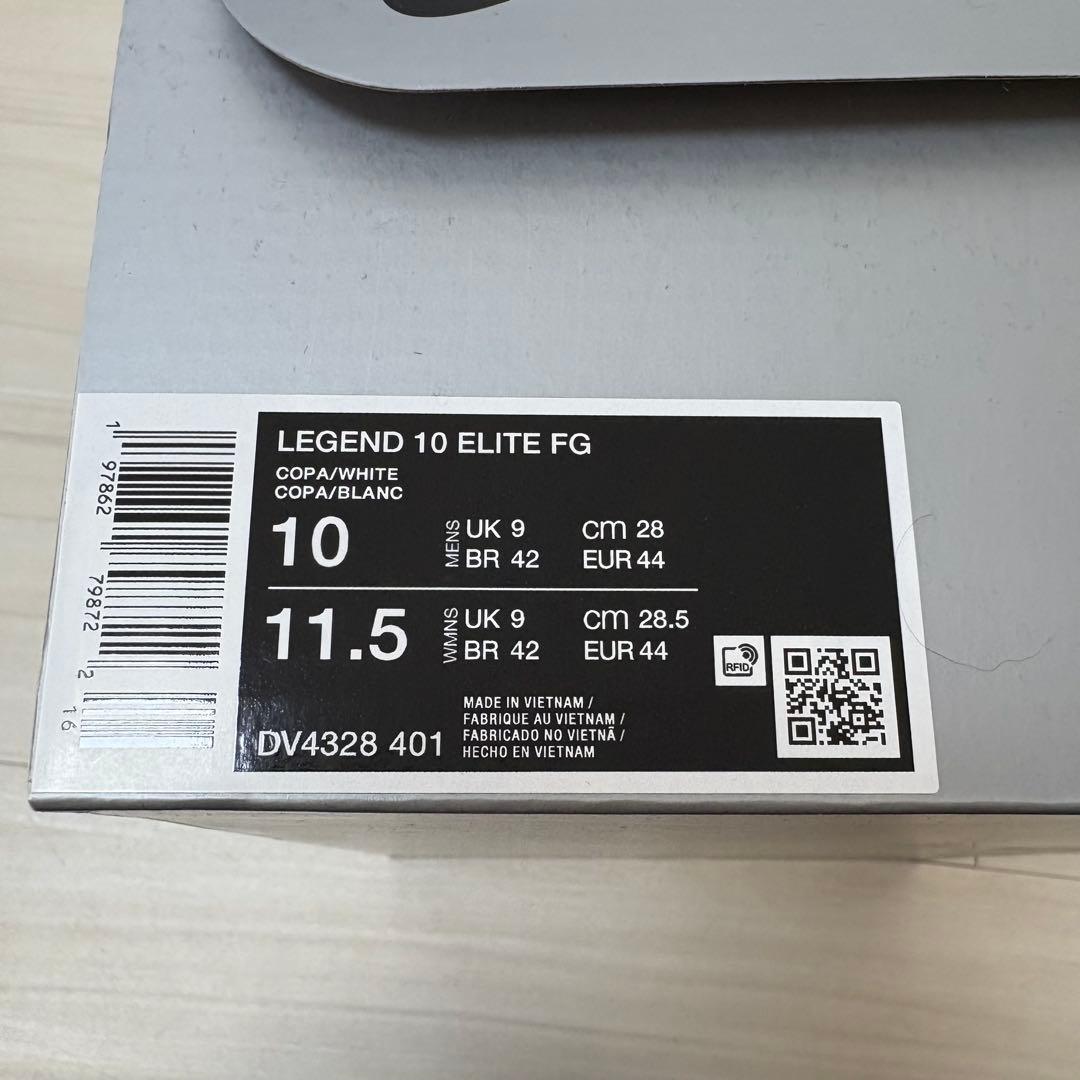 LEGEND 10 ELITE FG
COPA/WHITE
COPA/BLANC
10
MENS
UK 9
cm 28
BR 42
EUR 44
11.5
WMNS
UK 9
cm 28.5
BR 42
EUR 44
RFID
MADE IN VIETNAM /
FABRIQUE AU VIETNAM /
FABRICADO NO VIETNÃ /
HECHO EN VIETNAM
DV4328 401
1 97862 79872 2 16